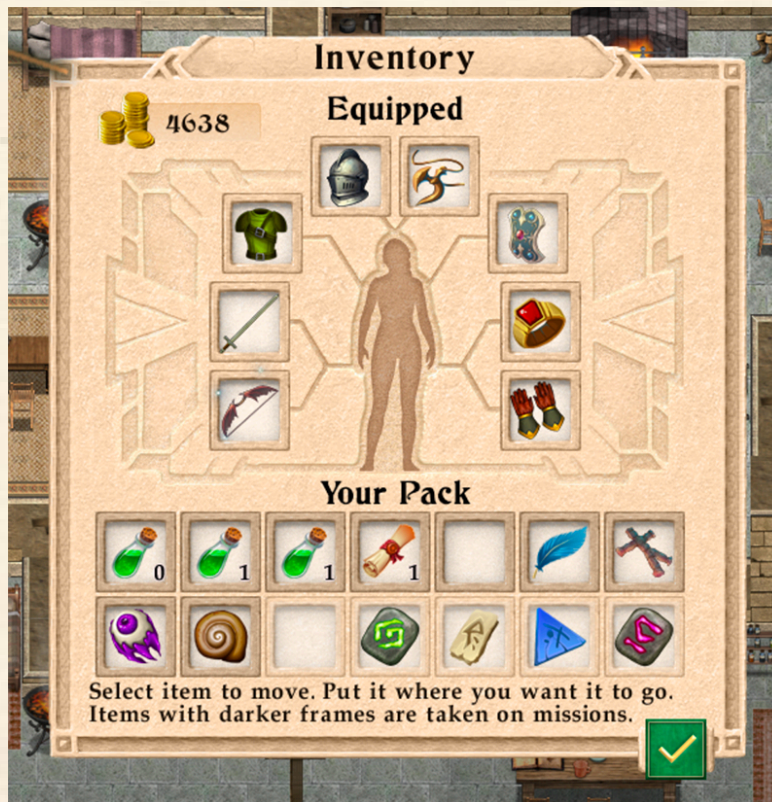 Inventory
4638
Equipped
Your Pack
0 1 1 1
Select item to move. Put it where you want it to go.
Items with darker frames are taken on missions.